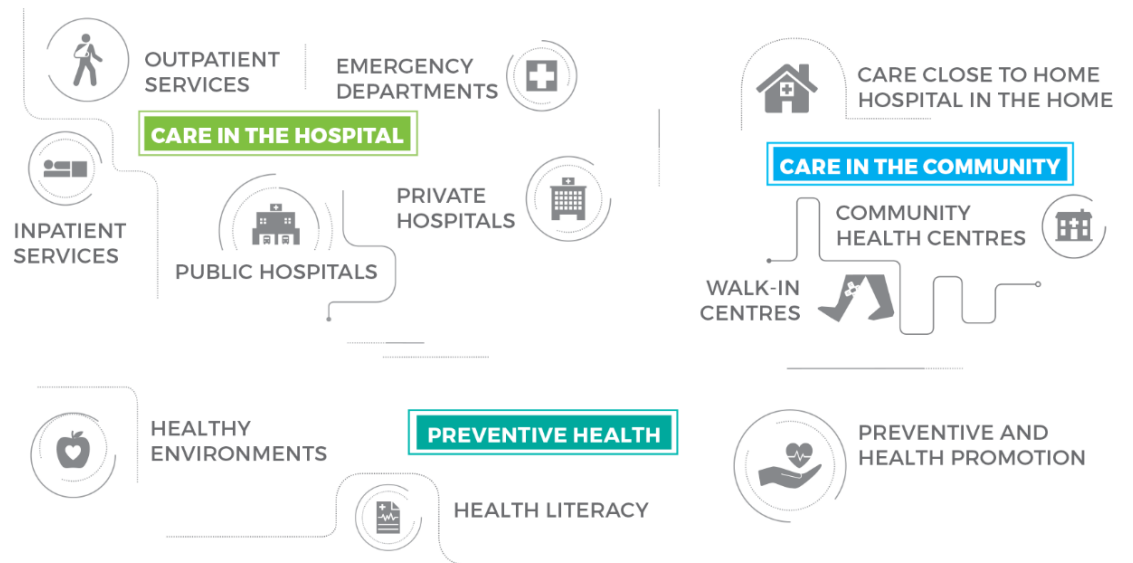 OUTPATIENT
SERVICES
EMERGENCY
DEPARTMENTS
CARE IN THE HOSPITAL
INPATIENT
SERVICES
PRIVATE
HOSPITALS
PUBLIC HOSPITALS
CARE CLOSE TO HOME
HOSPITAL IN THE HOME
CARE IN THE COMMUNITY
COMMUNITY
HEALTH CENTRES
WALK-IN
CENTRES
PREVENTIVE HEALTH
HEALTHY
ENVIRONMENTS
HEALTH LITERACY
PREVENTIVE AND
HEALTH PROMOTION